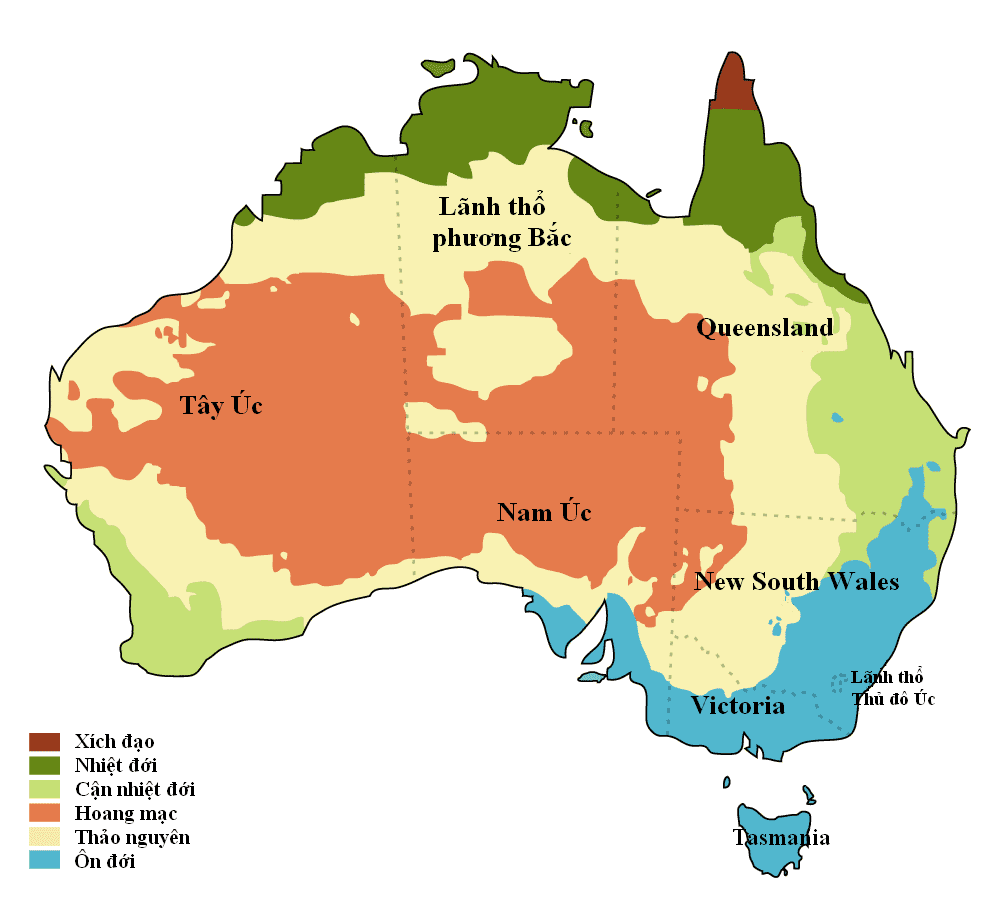 Lãnh thổ
phương Bắc
Queensland
Tây Úc
Nam Úc
New South Wales
Lãnh thổ
Thủ đô Úc
Victoria
Tasmania
Xích đạo
Nhiệt đới
Cận nhiệt đới
Hoang mạc
Thảo nguyên
Ôn đới